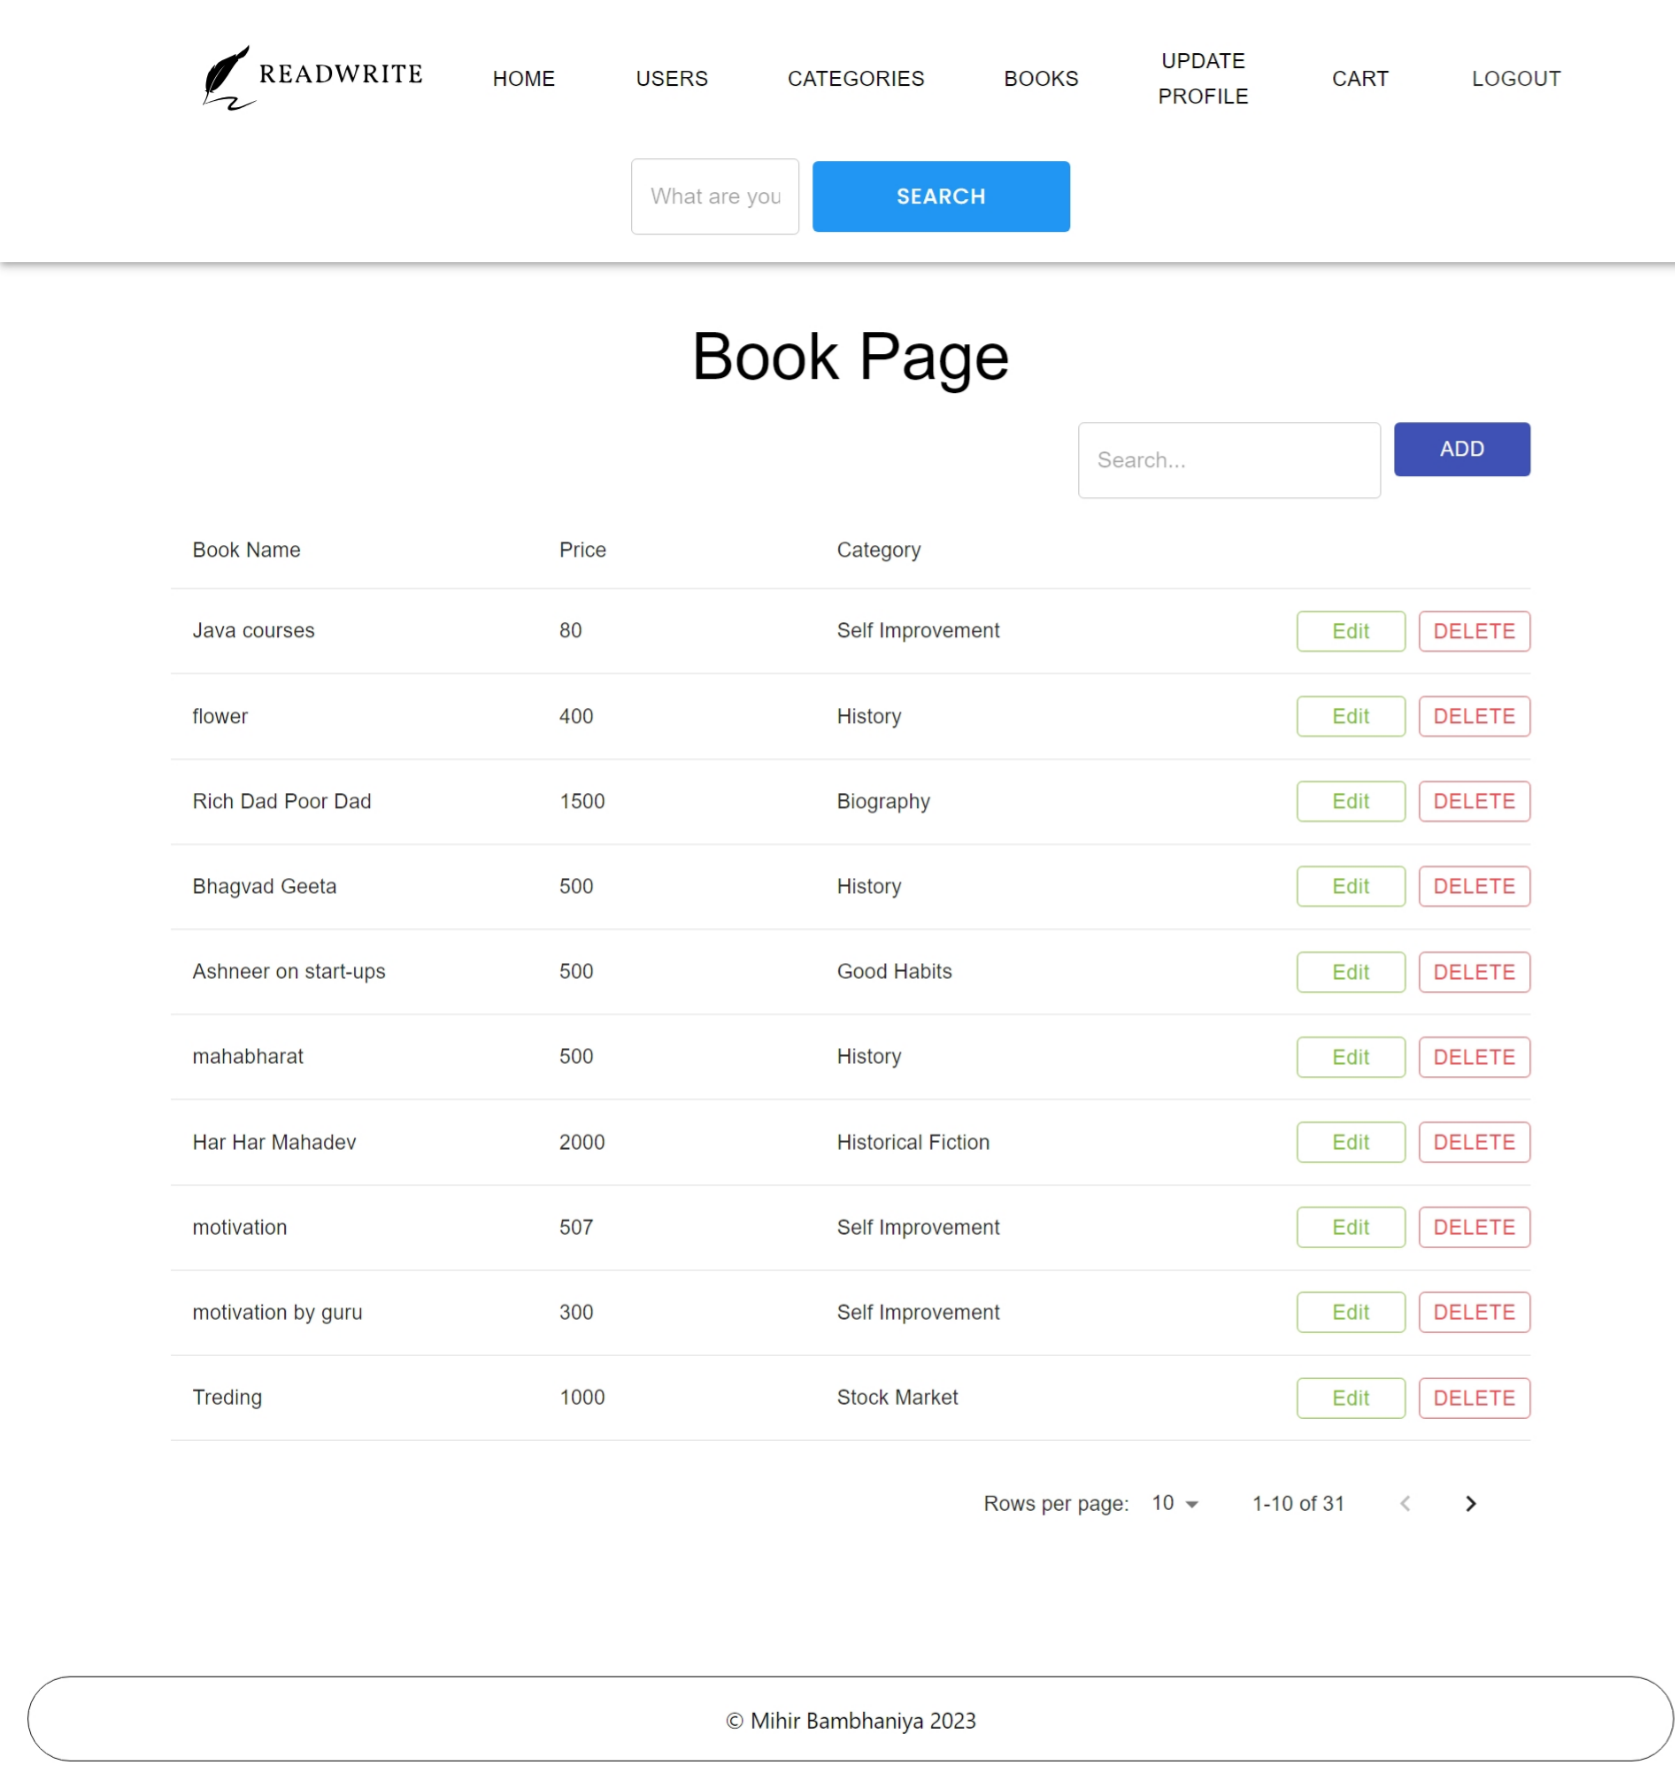 READWRITE HOME USERS CATEGORIES BOOKS UPDATE PROFILE CART LOGOUT
What are you SEARCH
Book Page
Search... ADD
Book Name Price Category
Java courses 80 Self Improvement Edit DELETE
flower 400 History Edit DELETE
Rich Dad Poor Dad 1500 Biography Edit DELETE
Bhagvad Geeta 500 History Edit DELETE
Ashneer on start-ups 500 Good Habits Edit DELETE
mahabharat 500 History Edit DELETE
Har Har Mahadev 2000 Historical Fiction Edit DELETE
motivation 507 Self Improvement Edit DELETE
motivation by guru 300 Self Improvement Edit DELETE
Treding 1000 Stock Market Edit DELETE
Rows per page: 10 1-10 of 31
© Mihir Bambhaniya 2023